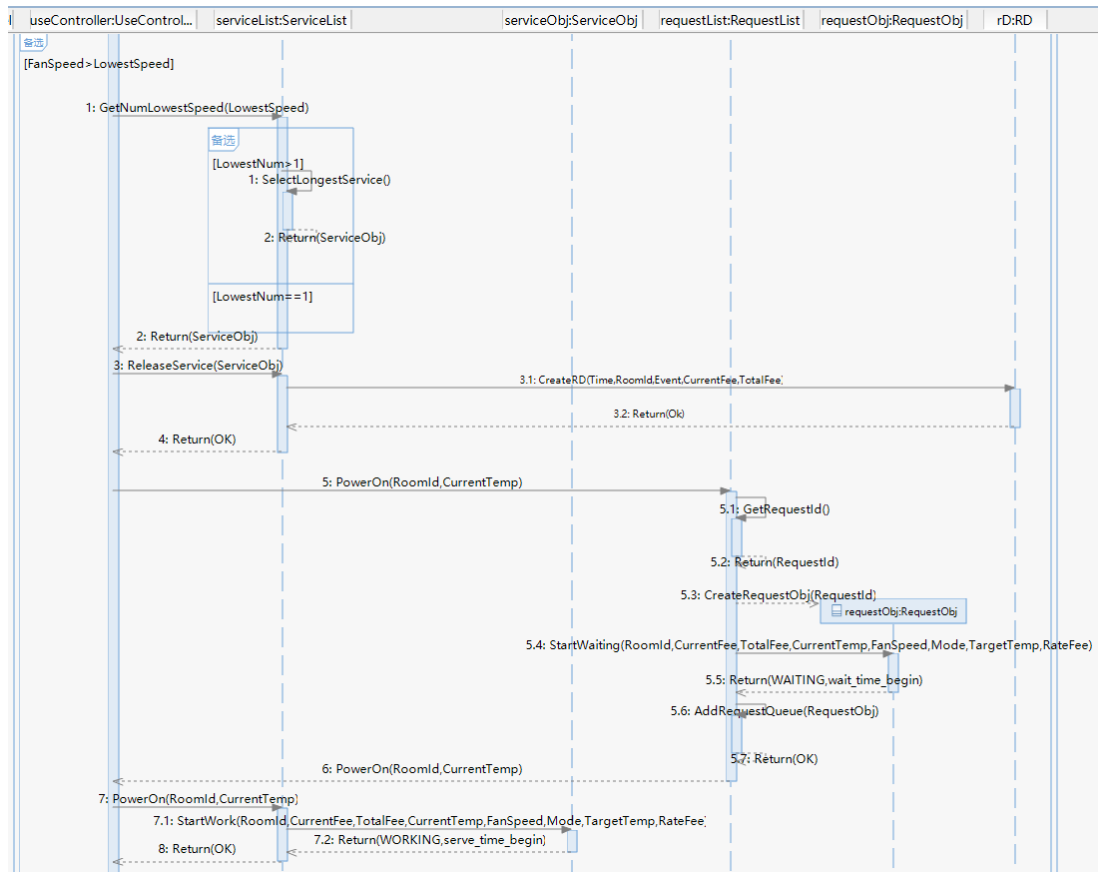 useController:UseControl... serviceList:ServiceList serviceObj:ServiceObj requestList:RequestList requestObj:RequestObj rD:RD
备选
[FanSpeed>LowestSpeed]
1: GetNumLowestSpeed(LowestSpeed)
备选
[LowestNum>1]
1: SelectLongestService()
2: Return(ServiceObj)
[LowestNum==1]
2: Return(ServiceObj)
3: ReleaseService(ServiceObj)
3.1: CreateRD(Time,RoomId,Event,CurrentFee,TotalFee)
3.2: Return(Ok)
4: Return(OK)
5: PowerOn(RoomId,CurrentTemp)
5.1: GetRequestId()
5.2: Return(RequestId)
5.3: CreateRequestObj(RequestId)
requestObj:RequestObj
5.4: StartWaiting(RoomId,CurrentFee,TotalFee,CurrentTemp,FanSpeed,Mode,TargetTemp,RateFee)
5.5: Return(WAITING,wait_time_begin)
5.6: AddRequestQueue(RequestObj)
5.7: Return(OK)
6: PowerOn(RoomId,CurrentTemp)
7: PowerOn(RoomId,CurrentTemp)
7.1: StartWork(RoomId,CurrentFee,TotalFee,CurrentTemp,FanSpeed,Mode,TargetTemp,RateFee)
7.2: Return(WORKING,serve_time_begin)
8: Return(OK)